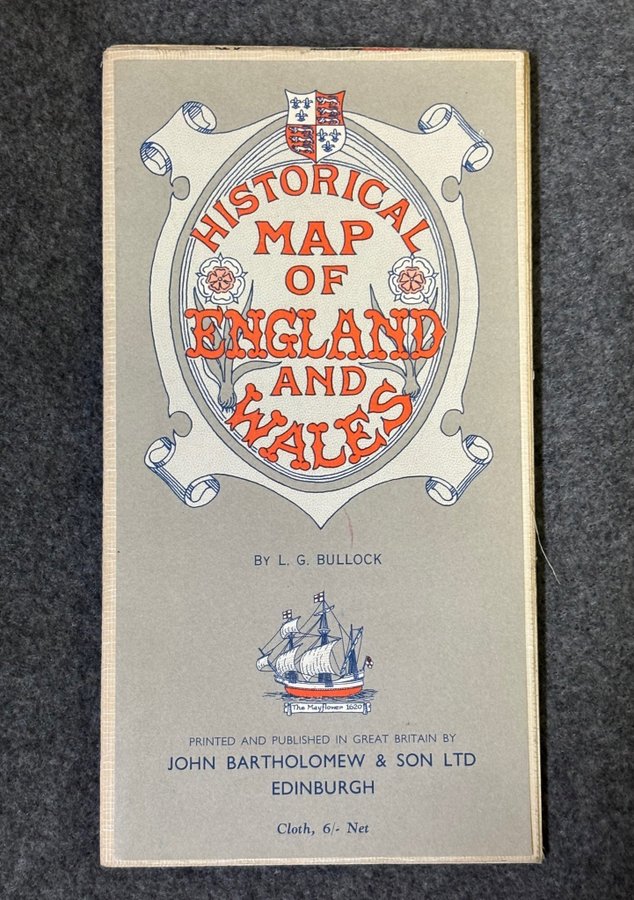 HISTORICAL
MAP
OF
ENGLAND
AND
WALES
BY L. G. BULLOCK
The Mayflower 1620
PRINTED AND PUBLISHED IN GREAT BRITAIN BY
JOHN BARTHOLOMEW & SON LTD
EDINBURGH
Cloth, 6/- Net